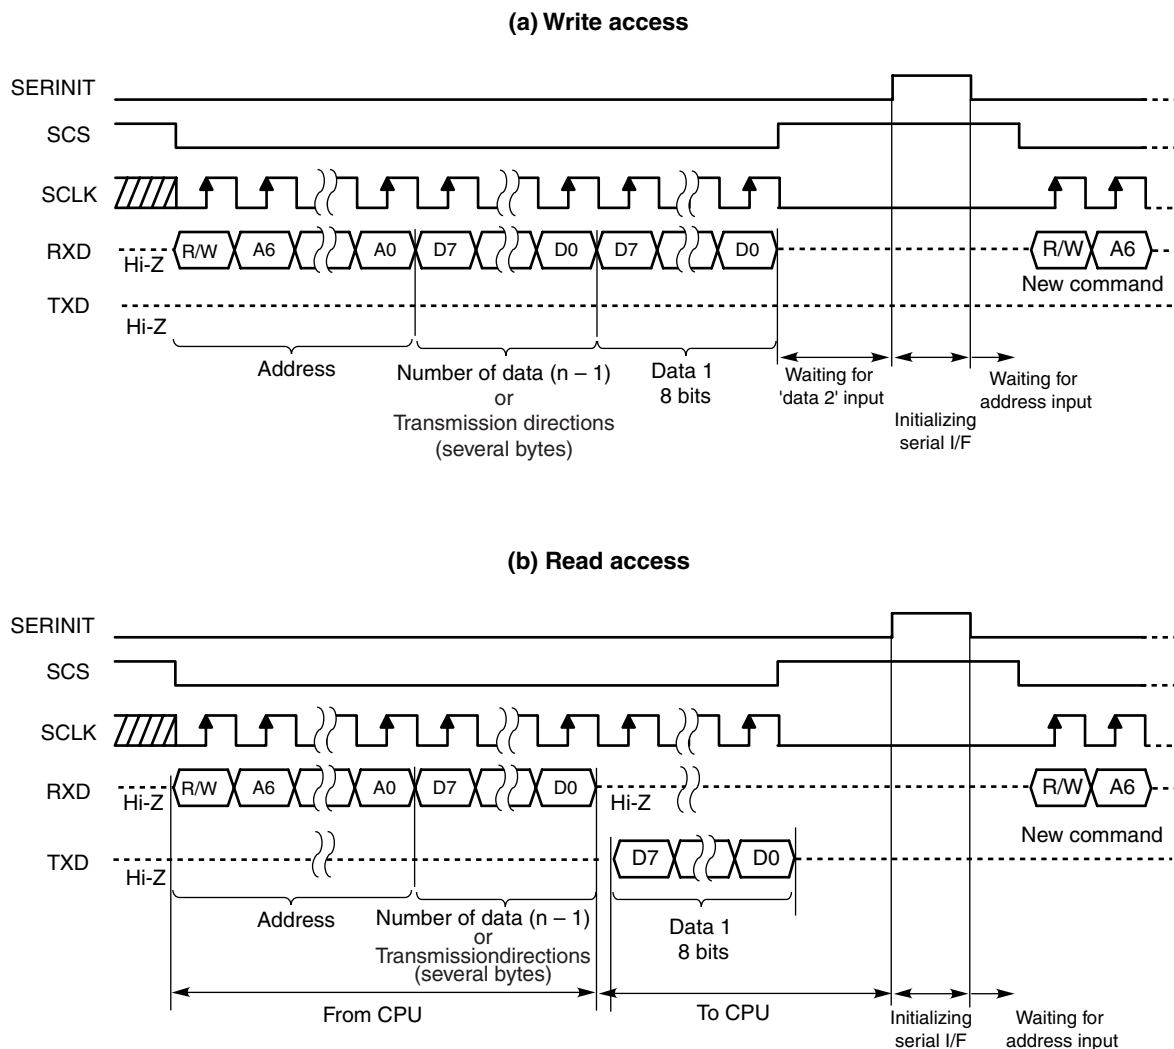 (a) Write access
SERINIT
SCS
SCLK
RXD
Hi-Z
R/W
A6
A0
D7
D0
D7
D0
R/W
A6
New command
TXD
Hi-Z
Address
Number of data (n – 1)
or
Transmission directions
(several bytes)
Data 1
8 bits
Waiting for
'data 2' input
Initializing
serial I/F
Waiting for
address input
(b) Read access
SERINIT
SCS
SCLK
RXD
Hi-Z
R/W
A6
A0
D7
D0
Hi-Z
R/W
A6
New command
TXD
Hi-Z
D7
D0
Address
Number of data (n – 1)
or
Transmissiondirections
(several bytes)
Data 1
8 bits
From CPU
To CPU
Initializing
serial I/F
Waiting for
address input